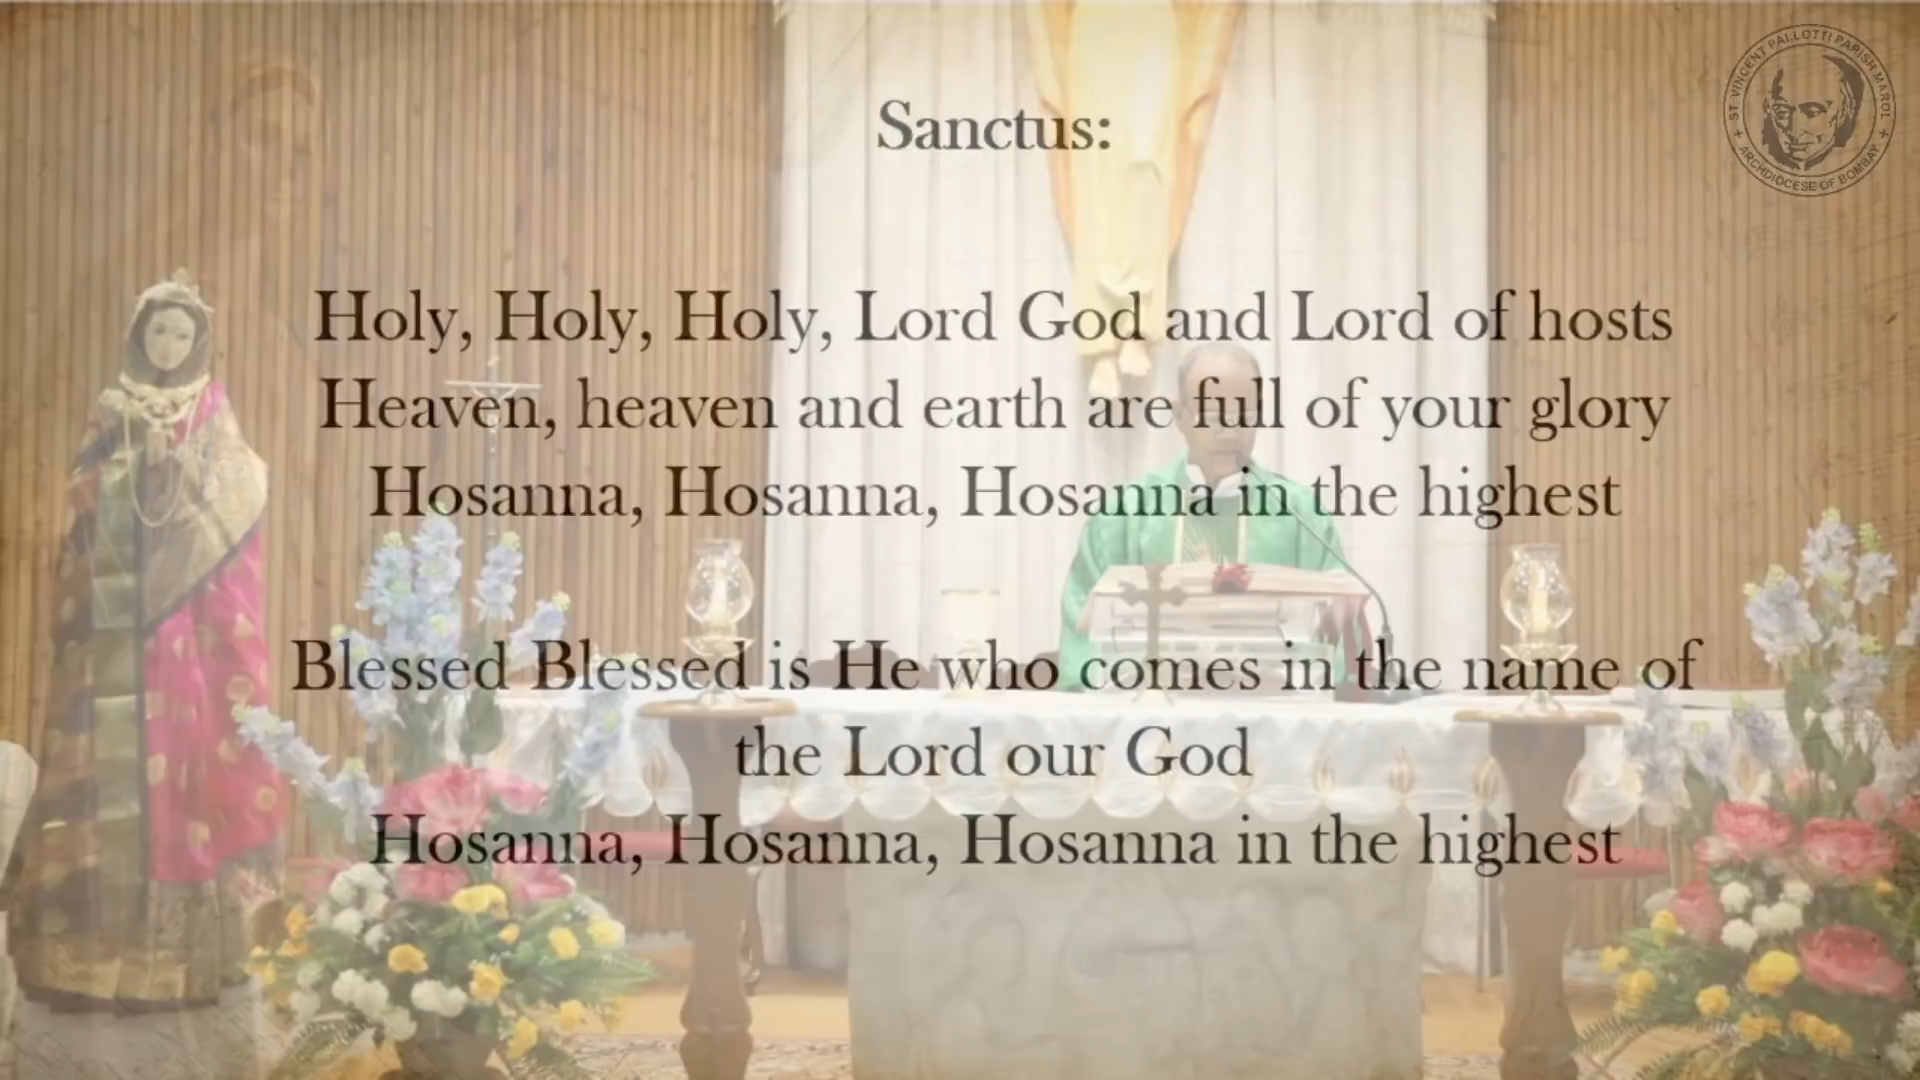 Sanctus:
Holy, Holy, Holy, Lord God and Lord of hosts
Heaven, heaven and earth are full of your glory
Hosanna, Hosanna, Hosanna in the highest
Blessed Blessed is He who comes in the name of
the Lord our God
Hosanna, Hosanna, Hosanna in the highest
ST VINCENT PALLOTTI PARISH MAROL
ARCHDIOCESE OF BOMBAY